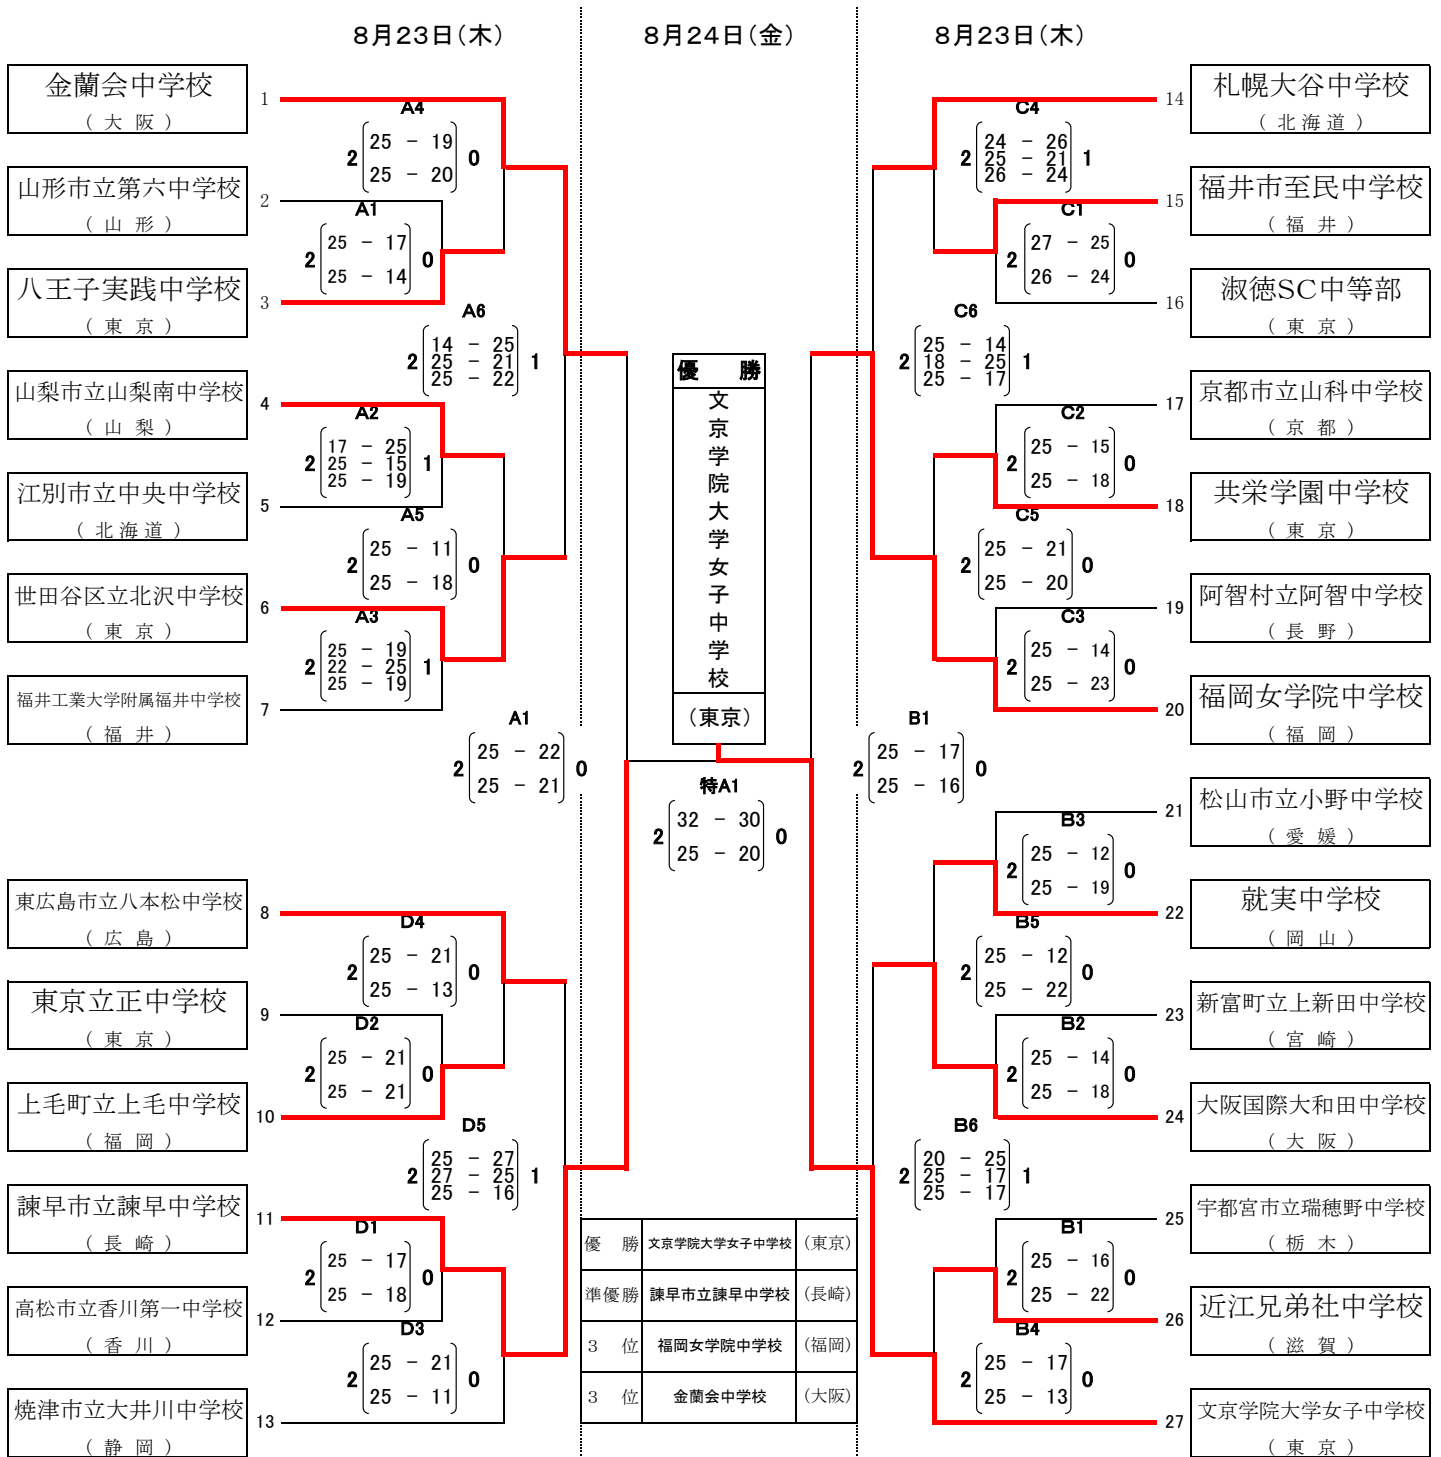 8月23日（木）
8月24日（金）
8月23日（木）
金蘭会中学校
（ 大 阪 ）
1
山形市立第六中学校
（ 山 形 ）
2
八王子実践中学校
（ 東 京 ）
3
山梨市立山梨南中学校
（ 山 梨 ）
4
江別市立中央中学校
（ 北 海 道 ）
5
世田谷区立北沢中学校
（ 東 京 ）
6
福井工業大学附属福井中学校
（ 福 井 ）
7
東広島市立八本松中学校
（ 広 島 ）
8
東京立正中学校
（ 東 京 ）
9
上毛町立上毛中学校
（ 福 岡 ）
10
諫早市立諫早中学校
（ 長 崎 ）
11
高松市立香川第一中学校
（ 香 川 ）
12
焼津市立大井川中学校
（ 静 岡 ）
13
A4
25 - 19
2 0
25 - 20
A1
25 - 17
2 0
25 - 14
A6
14 - 25
2 25 - 21 1
25 - 22
A2
17 - 25
2 25 - 15 1
25 - 19
A5
25 - 11
2 0
25 - 18
A3
25 - 19
2 22 - 25 1
25 - 19
A1
25 - 22
2 0
25 - 21
D4
25 - 21
2 0
25 - 13
D2
25 - 21
2 0
25 - 21
D5
25 - 27
2 27 - 25 1
25 - 16
D1
25 - 17
2 0
25 - 18
D3
25 - 21
2 0
25 - 11
優 勝
文京学院大学女子中学校
（東京）
特A1
32 - 30
2 0
25 - 20
優 勝 文京学院大学女子中学校 （東京）
準優勝 諫早市立諫早中学校 （長崎）
3 位 福岡女学院中学校 （福岡）
3 位 金蘭会中学校 （大阪）
C4
24 - 26
2 25 - 21 1
26 - 24
C1
27 - 25
2 0
26 - 24
C6
25 - 14
2 18 - 25 1
25 - 17
C2
25 - 15
2 0
25 - 18
C5
25 - 21
2 0
25 - 20
C3
25 - 14
2 0
25 - 23
B1
25 - 17
2 0
25 - 16
B3
25 - 12
2 0
25 - 19
B5
25 - 12
2 0
25 - 22
B2
25 - 14
2 0
25 - 18
B6
20 - 25
2 25 - 17 1
25 - 17
B1
25 - 16
2 0
25 - 22
B4
25 - 17
2 0
25 - 13
14
札幌大谷中学校
（ 北 海 道 ）
15
福井市至民中学校
（ 福 井 ）
16
淑徳SC中等部
（ 東 京 ）
17
京都市立山科中学校
（ 京 都 ）
18
共栄学園中学校
（ 東 京 ）
19
阿智村立阿智中学校
（ 長 野 ）
20
福岡女学院中学校
（ 福 岡 ）
21
松山市立小野中学校
（ 愛 媛 ）
22
就実中学校
（ 岡 山 ）
23
新富町立上新田中学校
（ 宮 崎 ）
24
大阪国際大和田中学校
（ 大 阪 ）
25
宇都宮市立瑞穂野中学校
（ 栃 木 ）
26
近江兄弟社中学校
（ 滋 賀 ）
27
文京学院大学女子中学校
（ 東 京 ）